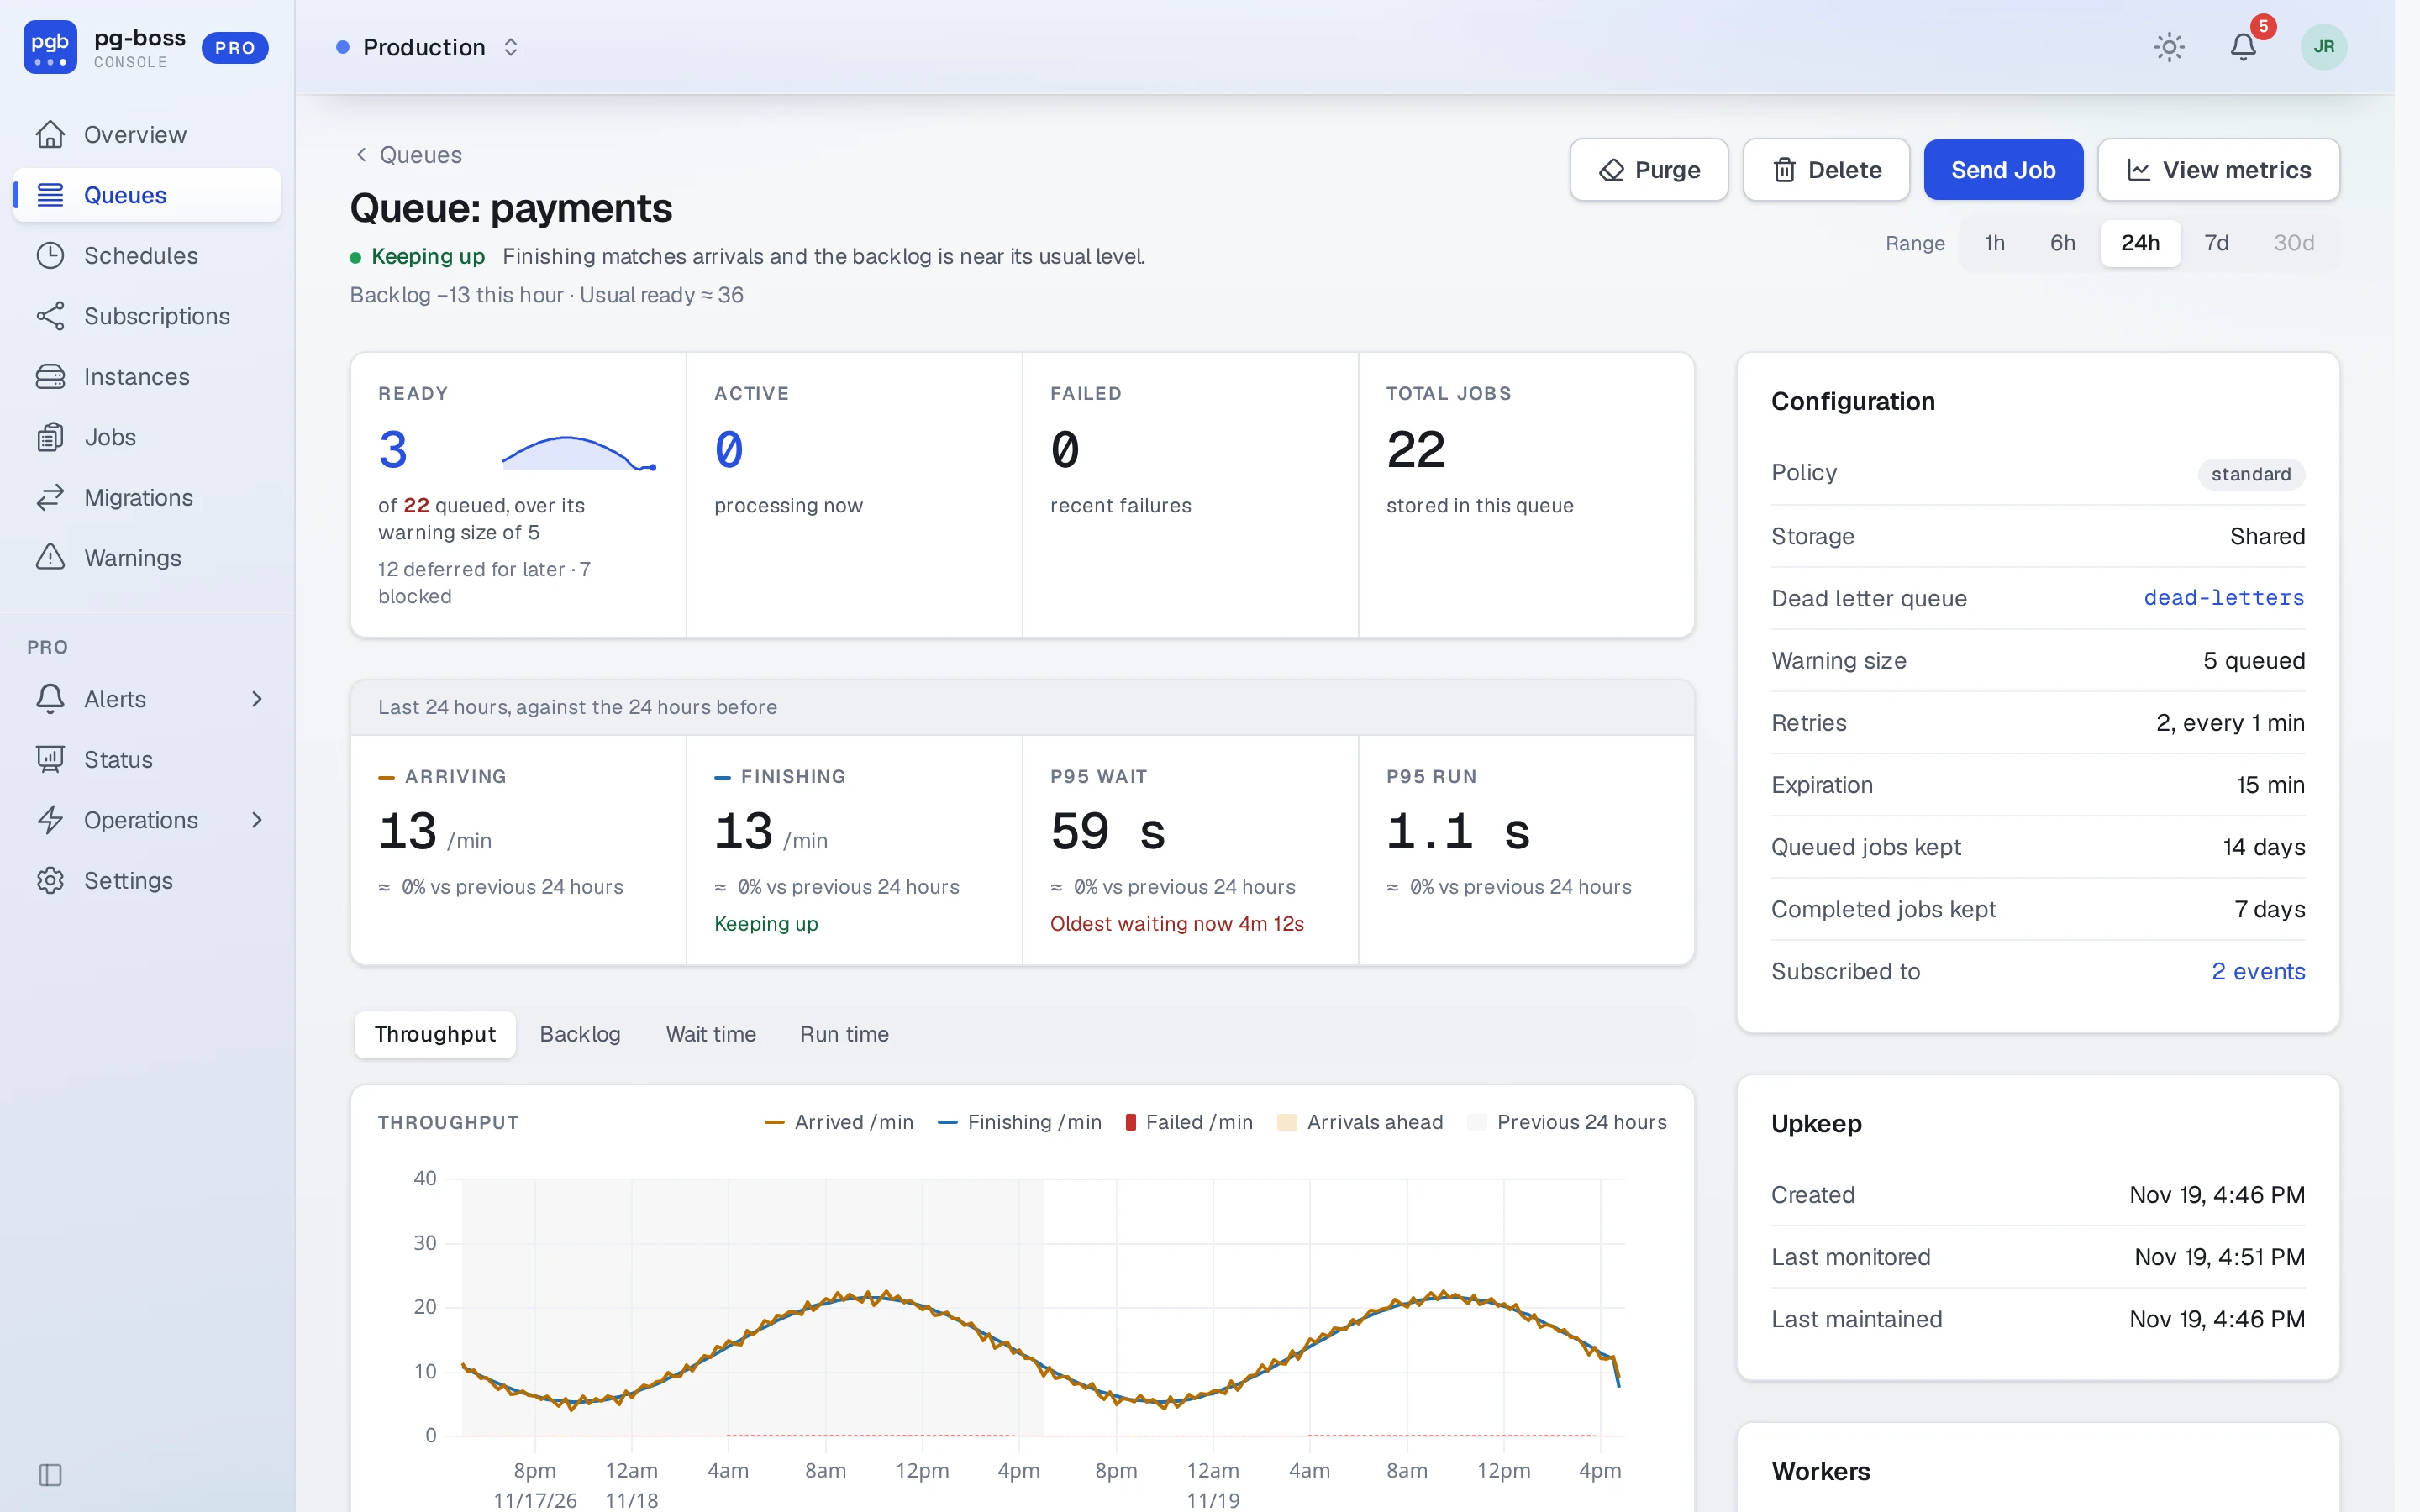 pgb
pg-boss
CONSOLE
PRO
Production
5
JR
Overview
Queues
Schedules
Subscriptions
Instances
Jobs
Migrations
Warnings
PRO
Alerts
Status
Operations
Settings
Queues
Queue: payments
Keeping up Finishing matches arrivals and the backlog is near its usual level.
Backlog −13 this hour · Usual ready ≈ 36
Purge
Delete
Send Job
View metrics
Range 1h 6h 24h 7d 30d
READY
3
of 22 queued, over its
warning size of 5
12 deferred for later · 7
blocked
ACTIVE
0
processing now
FAILED
0
recent failures
TOTAL JOBS
22
stored in this queue
Last 24 hours, against the 24 hours before
ARRIVING
13 /min
≈ 0% vs previous 24 hours
FINISHING
13 /min
≈ 0% vs previous 24 hours
Keeping up
P95 WAIT
59 s
≈ 0% vs previous 24 hours
Oldest waiting now 4m 12s
P95 RUN
1.1 s
≈ 0% vs previous 24 hours
Throughput Backlog Wait time Run time
THROUGHPUT
Arrived /min Finishing /min Failed /min Arrivals ahead Previous 24 hours
40
30
20
10
0
8pm 12am 4am 8am 12pm 4pm 8pm 12am 4am 8am 12pm 4pm
11/17/26 11/18 11/19
Configuration
Policy standard
Storage Shared
Dead letter queue dead-letters
Warning size 5 queued
Retries 2, every 1 min
Expiration 15 min
Queued jobs kept 14 days
Completed jobs kept 7 days
Subscribed to 2 events
Upkeep
Created Nov 19, 4:46 PM
Last monitored Nov 19, 4:51 PM
Last maintained Nov 19, 4:46 PM
Workers